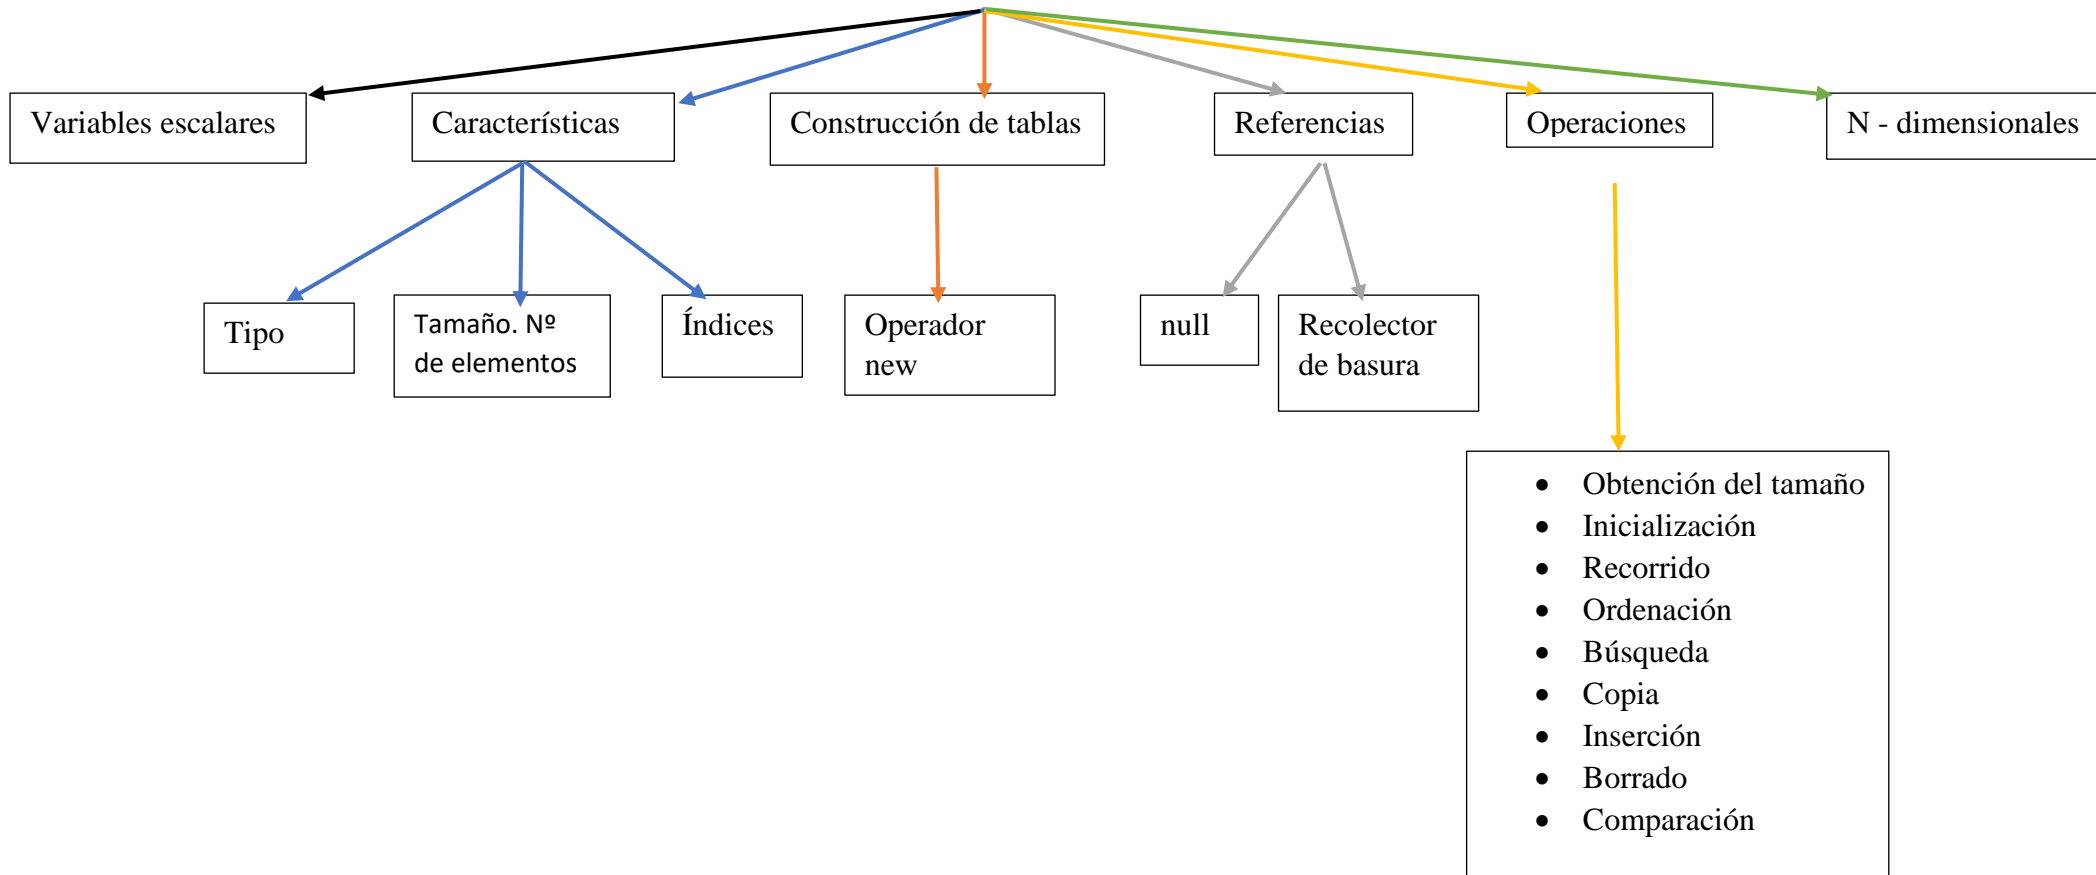 Variables escalares
Características
Construcción de tablas
Referencias
Operaciones
N - dimensionales
Tipo
Tamaño. Nº
de elementos
Índices
Operador
new
null
Recolector
de basura
• Obtención del tamaño
• Inicialización
• Recorrido
• Ordenación
• Búsqueda
• Copia
• Inserción
• Borrado
• Comparación